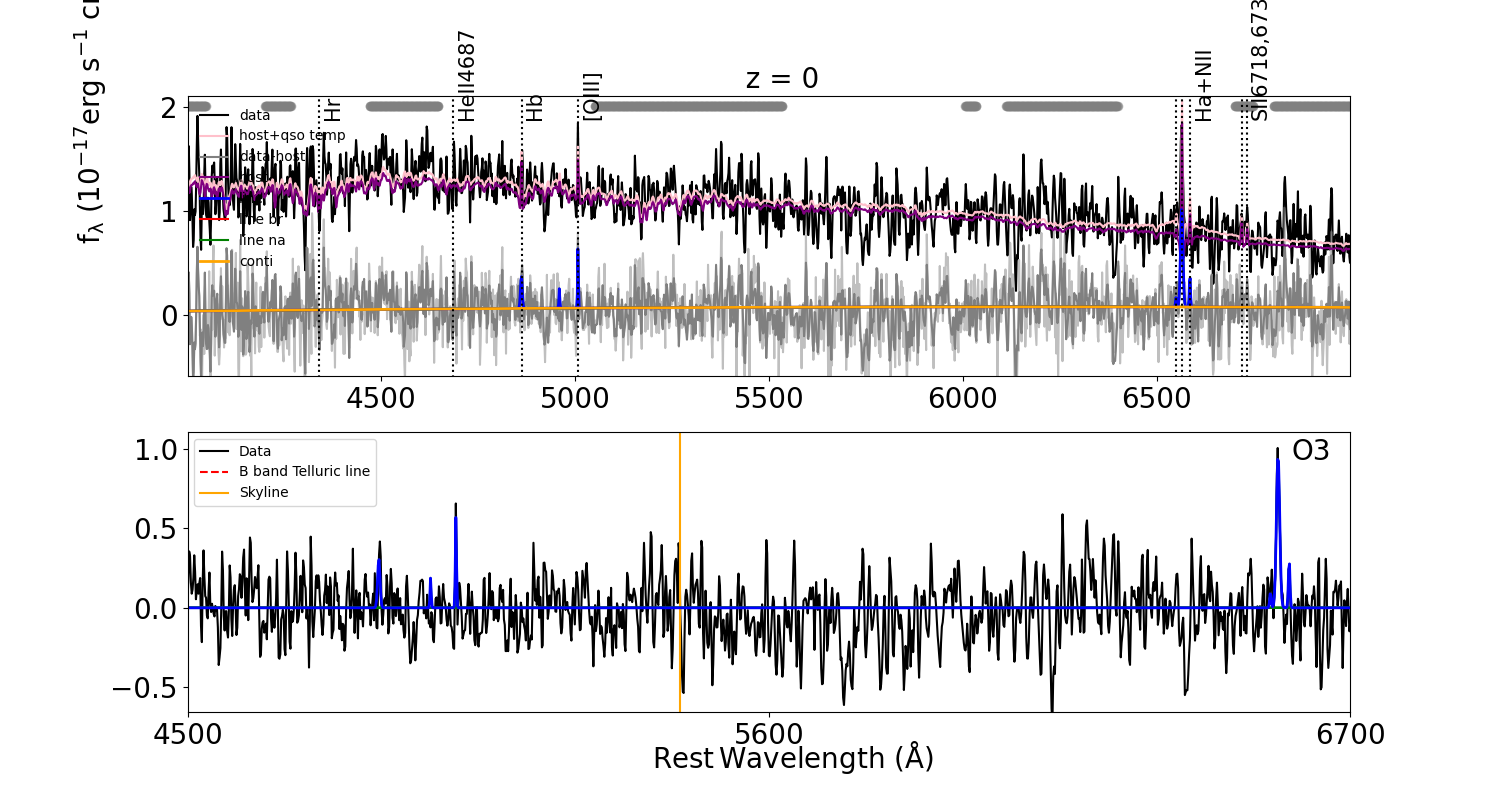 z = 0
f_λ (10⁻¹⁷erg s⁻¹
Hr
HeII4687
Hb
[OIII]
Ha+NII
SII6718,673
data
host+qso temp
data-host
line br
line na
conti
2
1
0
4500
5000
5500
6000
6500
Data
B band Telluric line
Skyline
O3
1.0
0.5
0.0
−0.5
4500
5600
6700
Rest Wavelength (Å)